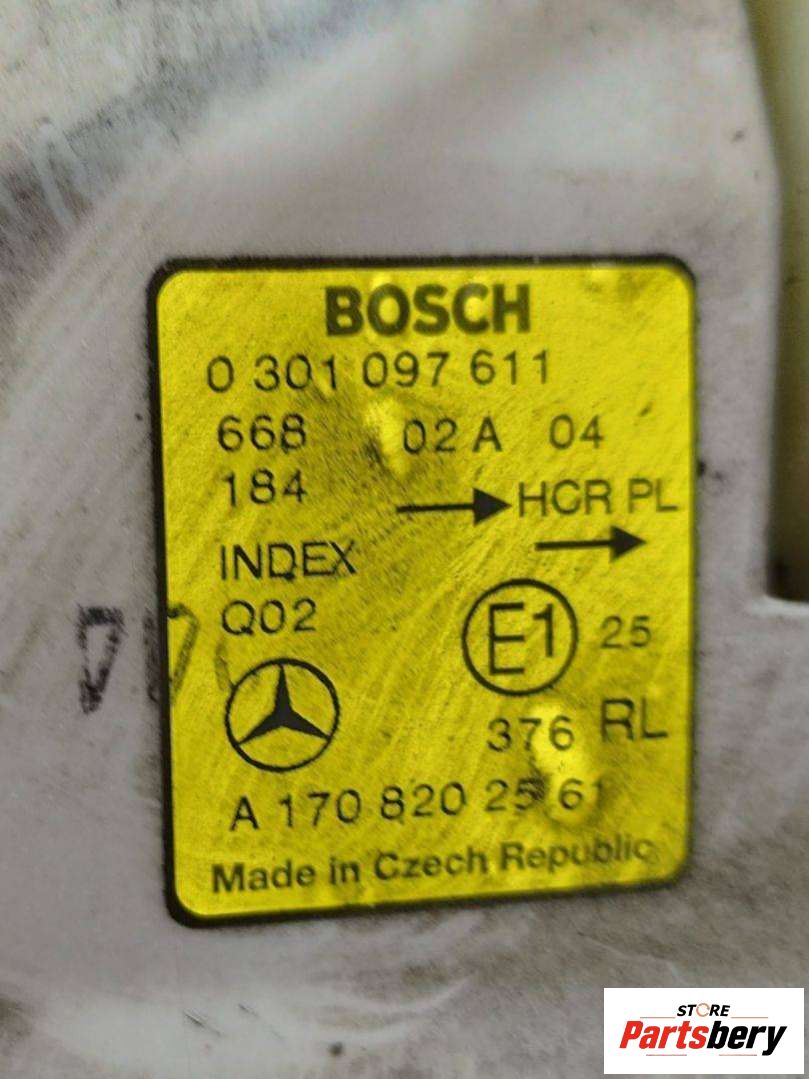 BOSCH
0 301 097 611
668 02 A 04
184 → HCR PL
→
INDEX
Q02
E1 25
376 RL
A 170 820 25 61
Made in Czech Republic
STORE
Partsbery